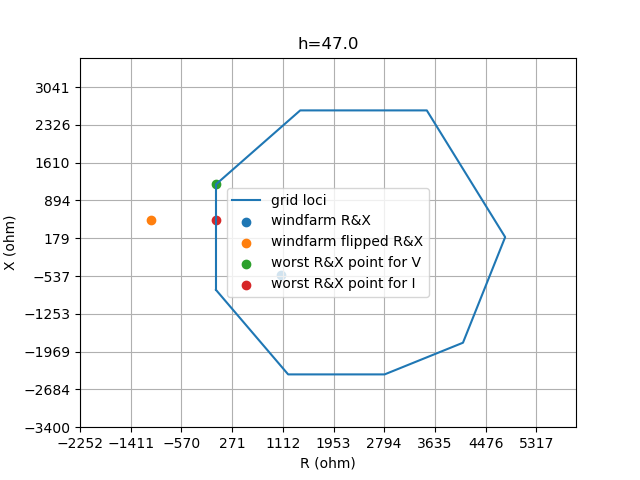 h=47.0
X (ohm)
3041
2326
1610
894
179
−537
−1253
−1969
−2684
−3400
grid loci
windfarm R&X
windfarm flipped R&X
worst R&X point for V
worst R&X point for I
−2252 −1411 −570 271 1112 1953 2794 3635 4476 5317
R (ohm)